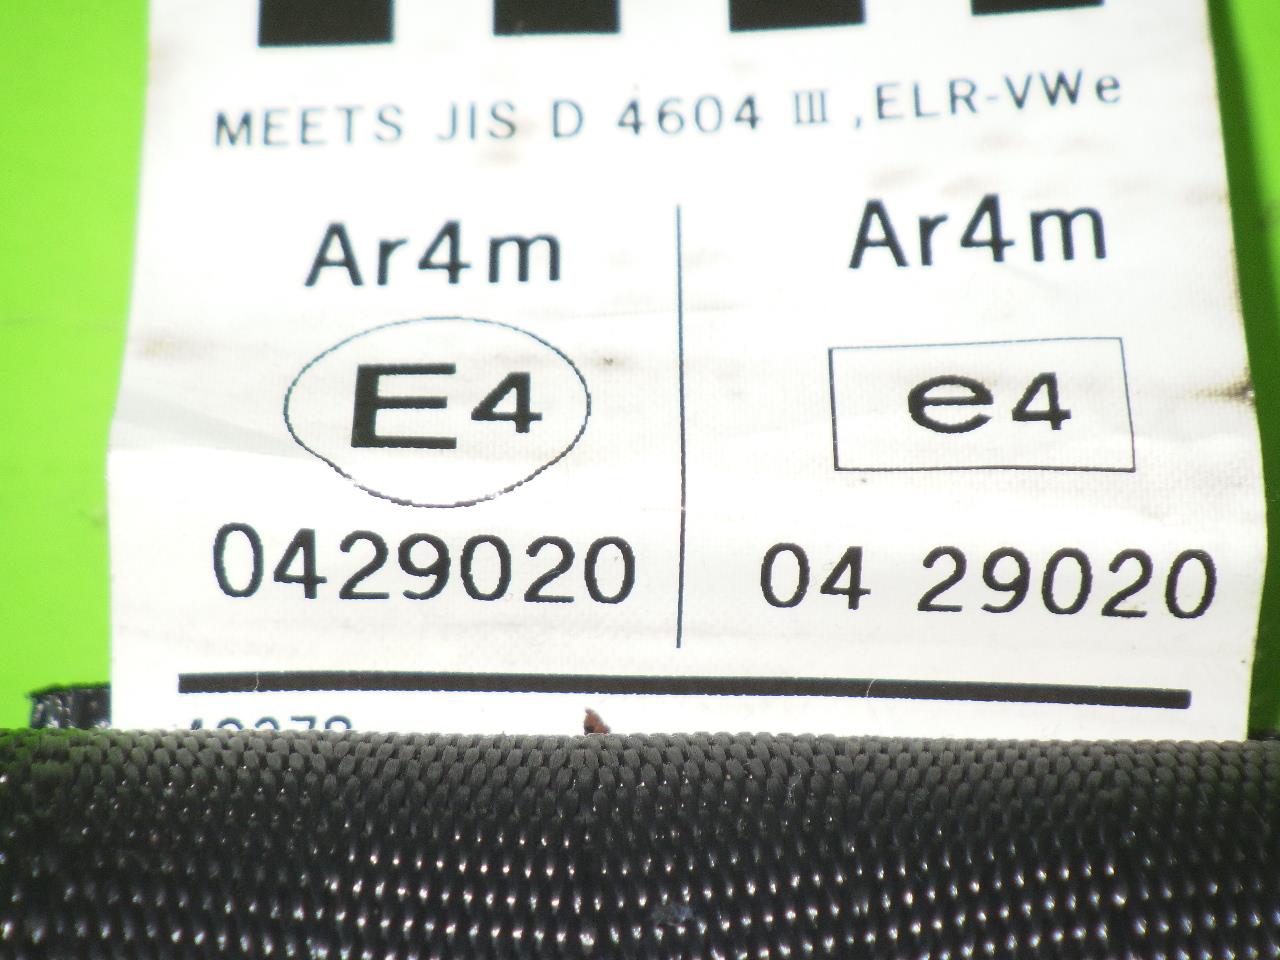 MEETS JIS D 4604 III , ELR-VWe
Ar4m
Ar4m
E4
e4
0429020
04 29020